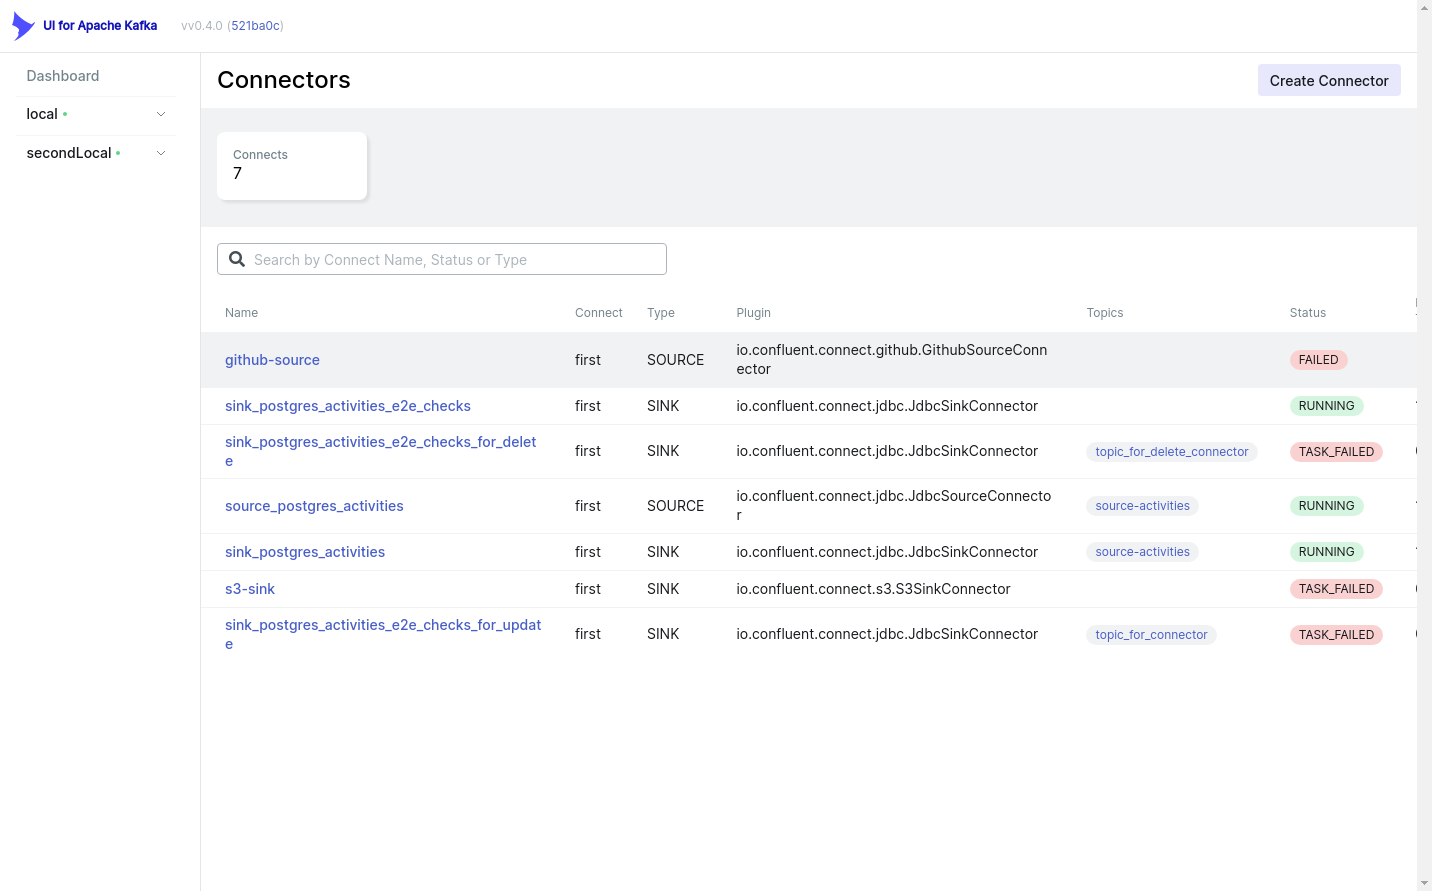 UI for Apache Kafka vv0.4.0 (521ba0c)
Dashboard
local
secondLocal
Connectors
Create Connector
Connects
7
Search by Connect Name, Status or Type
Name Connect Type Plugin Topics Status
github-source first SOURCE io.confluent.connect.github.GithubSourceConn
ector FAILED
sink_postgres_activities_e2e_checks first SINK io.confluent.connect.jdbc.JdbcSinkConnector RUNNING
sink_postgres_activities_e2e_checks_for_delet
e first SINK io.confluent.connect.jdbc.JdbcSinkConnector topic_for_delete_connector TASK_FAILED
source_postgres_activities first SOURCE io.confluent.connect.jdbc.JdbcSourceConnecto
r source-activities RUNNING
sink_postgres_activities first SINK io.confluent.connect.jdbc.JdbcSinkConnector source-activities RUNNING
s3-sink first SINK io.confluent.connect.s3.S3SinkConnector TASK_FAILED
sink_postgres_activities_e2e_checks_for_updat
e first SINK io.confluent.connect.jdbc.JdbcSinkConnector topic_for_connector TASK_FAILED